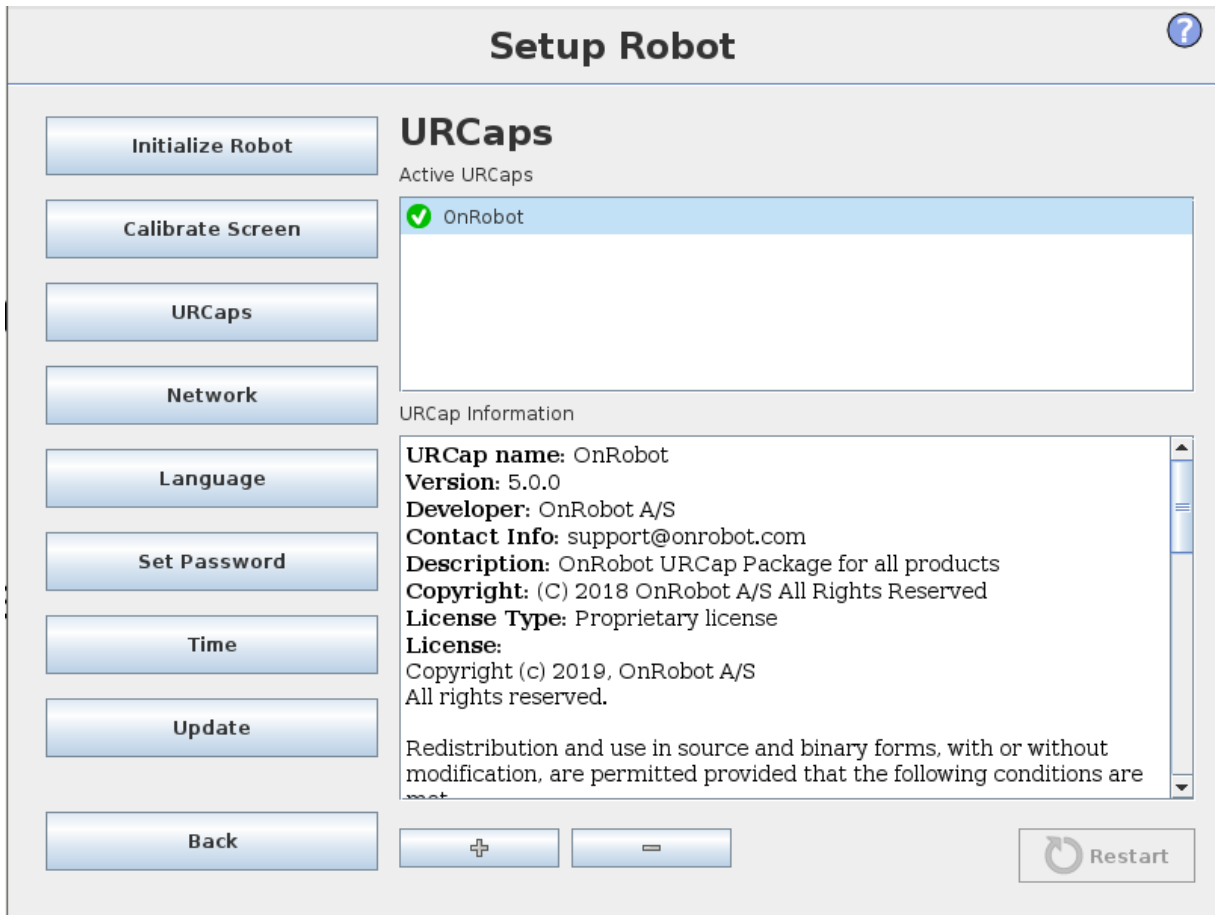 Setup Robot
?
Initialize Robot
Calibrate Screen
URCaps
Network
Language
Set Password
Time
Update
Back
URCaps
Active URCaps
OnRobot
URCap Information
URCap name: OnRobot
Version: 5.0.0
Developer: OnRobot A/S
Contact Info: support@onrobot.com
Description: OnRobot URCap Package for all products
Copyright: (C) 2018 OnRobot A/S All Rights Reserved
License Type: Proprietary license
License:
Copyright (c) 2019, OnRobot A/S
All rights reserved.
Redistribution and use in source and binary forms, with or without
modification, are permitted provided that the following conditions are
Restart